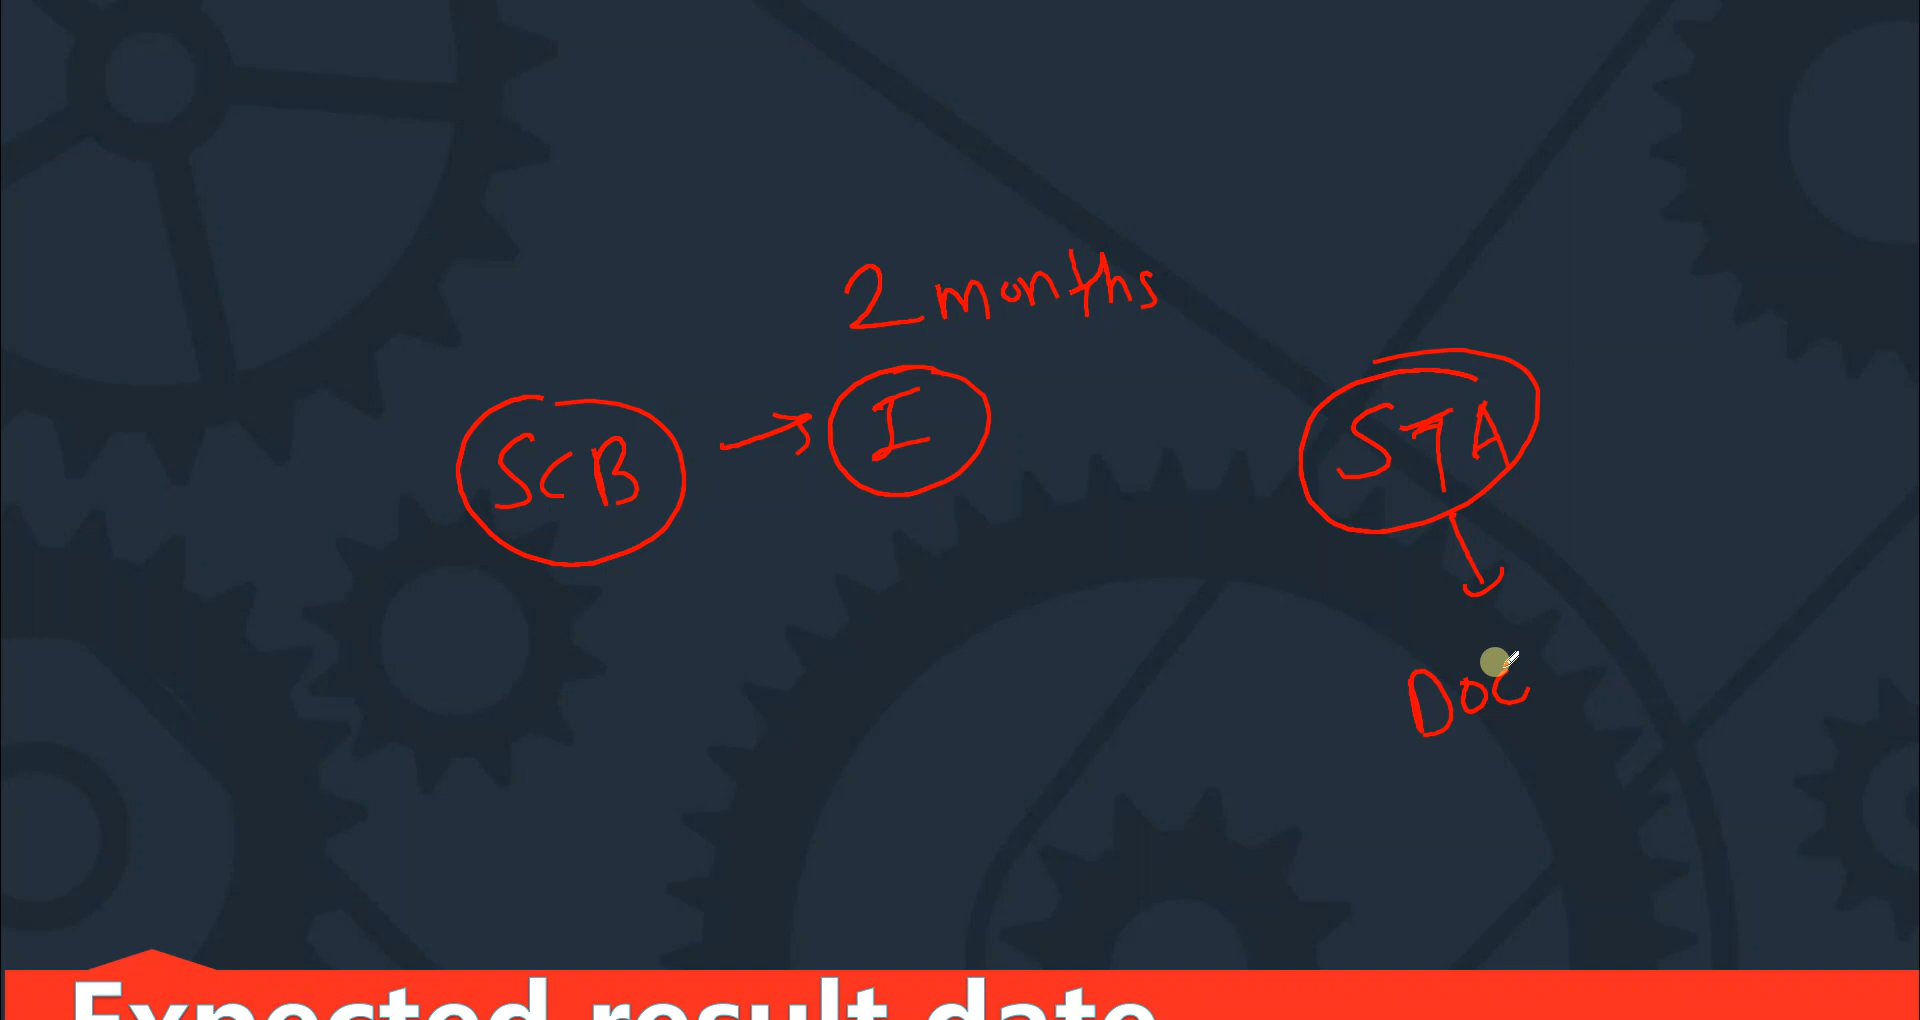 2 months
SCB → I
STA
DOC
Expected result date